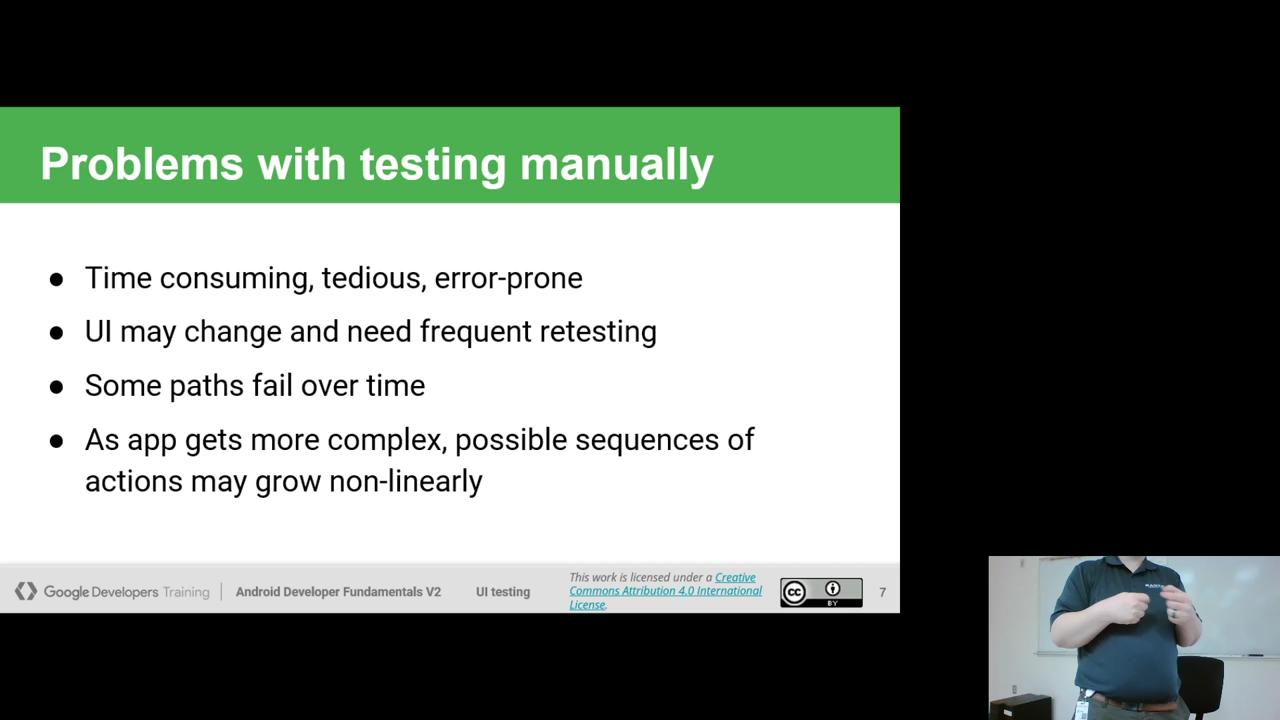 Problems with testing manually
● Time consuming, tedious, error-prone
● UI may change and need frequent retesting
● Some paths fail over time
● As app gets more complex, possible sequences of
actions may grow non-linearly
Google Developers Training
Android Developer Fundamentals V2
UI testing
This work is licensed under a Creative
Commons Attribution 4.0 International
License.
cc
BY
7